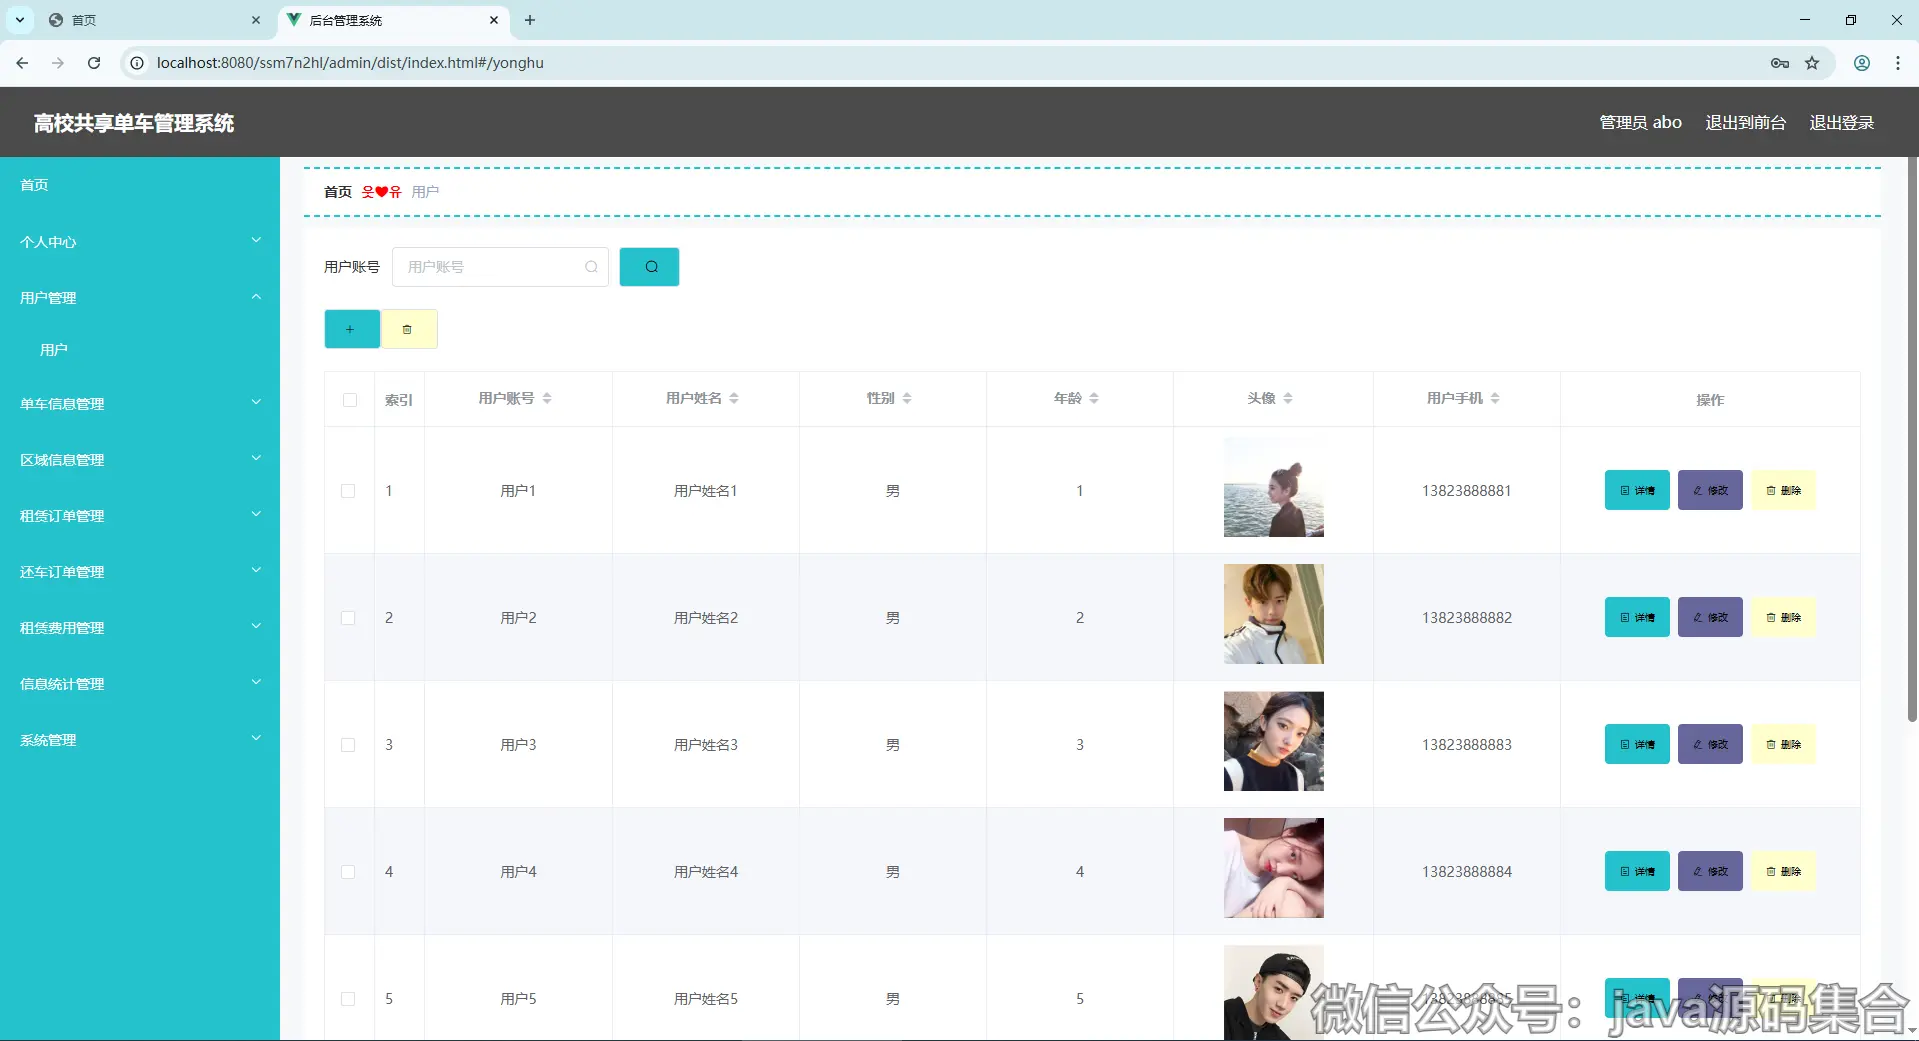 首页
后台管理系统
localhost:8080/ssm7n2hl/admin/dist/index.html#/yonghu
高校共享单车管理系统
管理员 abo 退出到前台 退出登录
首页
个人中心
用户管理
用户
单车信息管理
区域信息管理
租赁订单管理
还车订单管理
租赁费用管理
信息统计管理
系统管理
首页 웃❤유 用户
用户账号 用户账号
索引 用户账号 用户姓名 性别 年龄 头像 用户手机 操作
1 用户1 用户姓名1 男 1 13823888881 详情 修改 删除
2 用户2 用户姓名2 男 2 13823888882 详情 修改 删除
3 用户3 用户姓名3 男 3 13823888883 详情 修改 删除
4 用户4 用户姓名4 男 4 13823888884 详情 修改 删除
5 用户5 用户姓名5 男 5 13823888885 详情 修改 删除
微信公众号：java源码集合